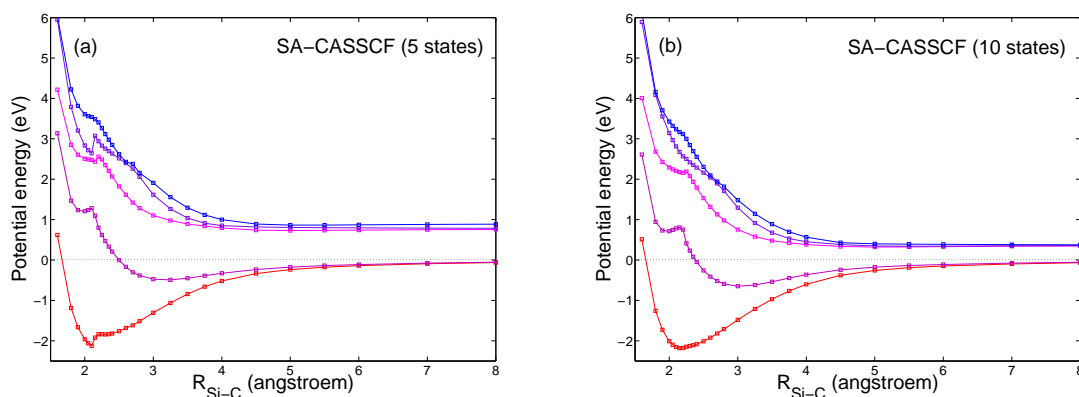 (a)
SA−CASSCF (5 states)
Potential energy (eV)
6
5
4
3
2
1
0
−1
−2
2 3 4 5 6 7 8
R_Si−C (angstroem)
(b)
SA−CASSCF (10 states)
Potential energy (eV)
6
5
4
3
2
1
0
−1
−2
2 3 4 5 6 7 8
R_Si−C (angstroem)